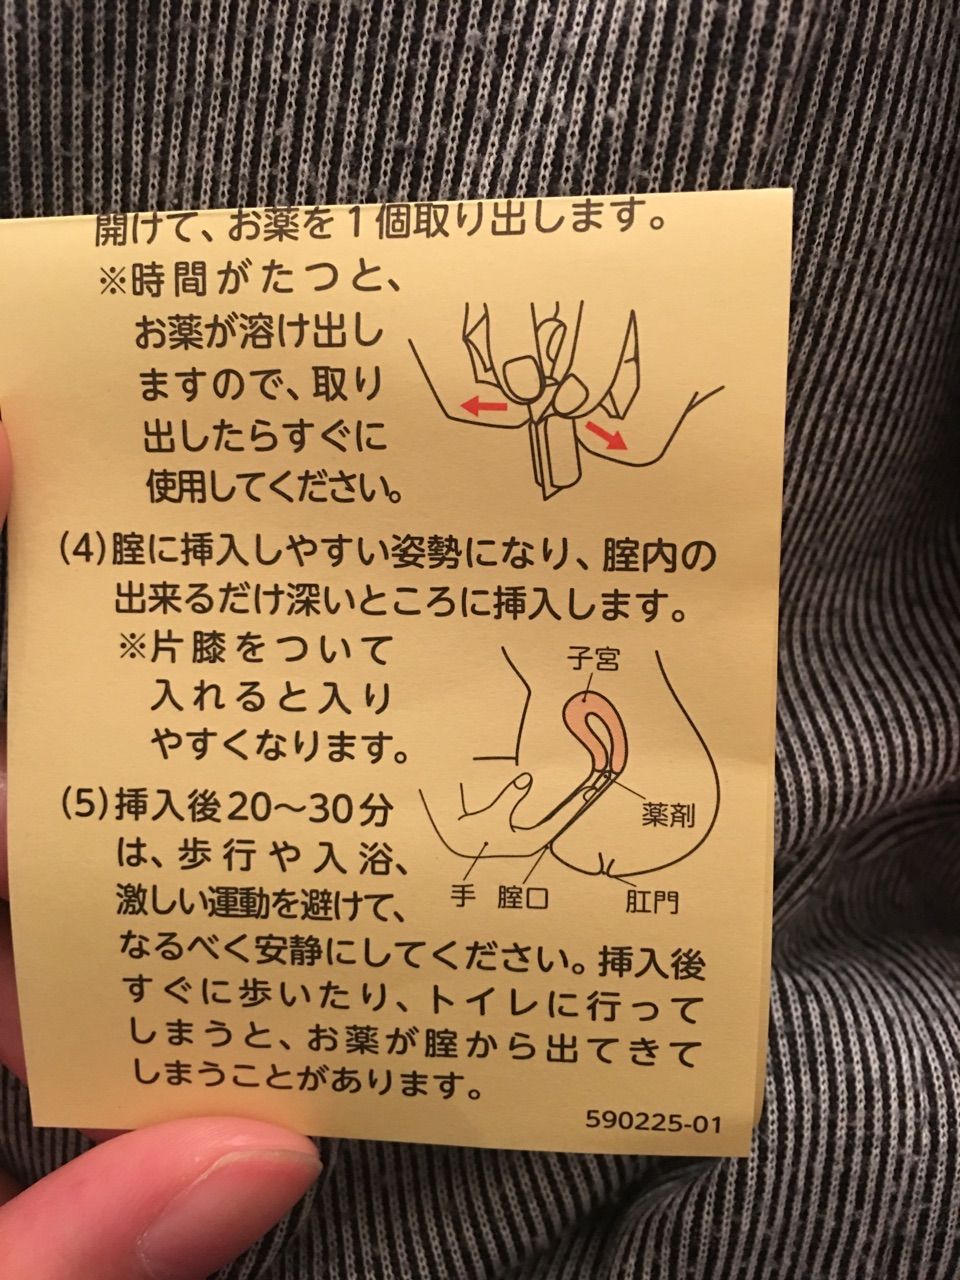 開けて、お薬を1個取り出します。
※時間がたつと、
お薬が溶け出し
ますので、取り
出したらすぐに
使用してください。
(4)腟に挿入しやすい姿勢になり、腟内の
出来るだけ深いところに挿入します。
※片膝をついて
入れると入り
やすくなります。
子宮
薬剤
手
腟口
肛門
(5)挿入後20〜30分
は、歩行や入浴、
激しい運動を避けて、
なるべく安静にしてください。挿入後
すぐに歩いたり、トイレに行って
しまうと、お薬が腟から出てきて
しまうことがあります。
590225-01